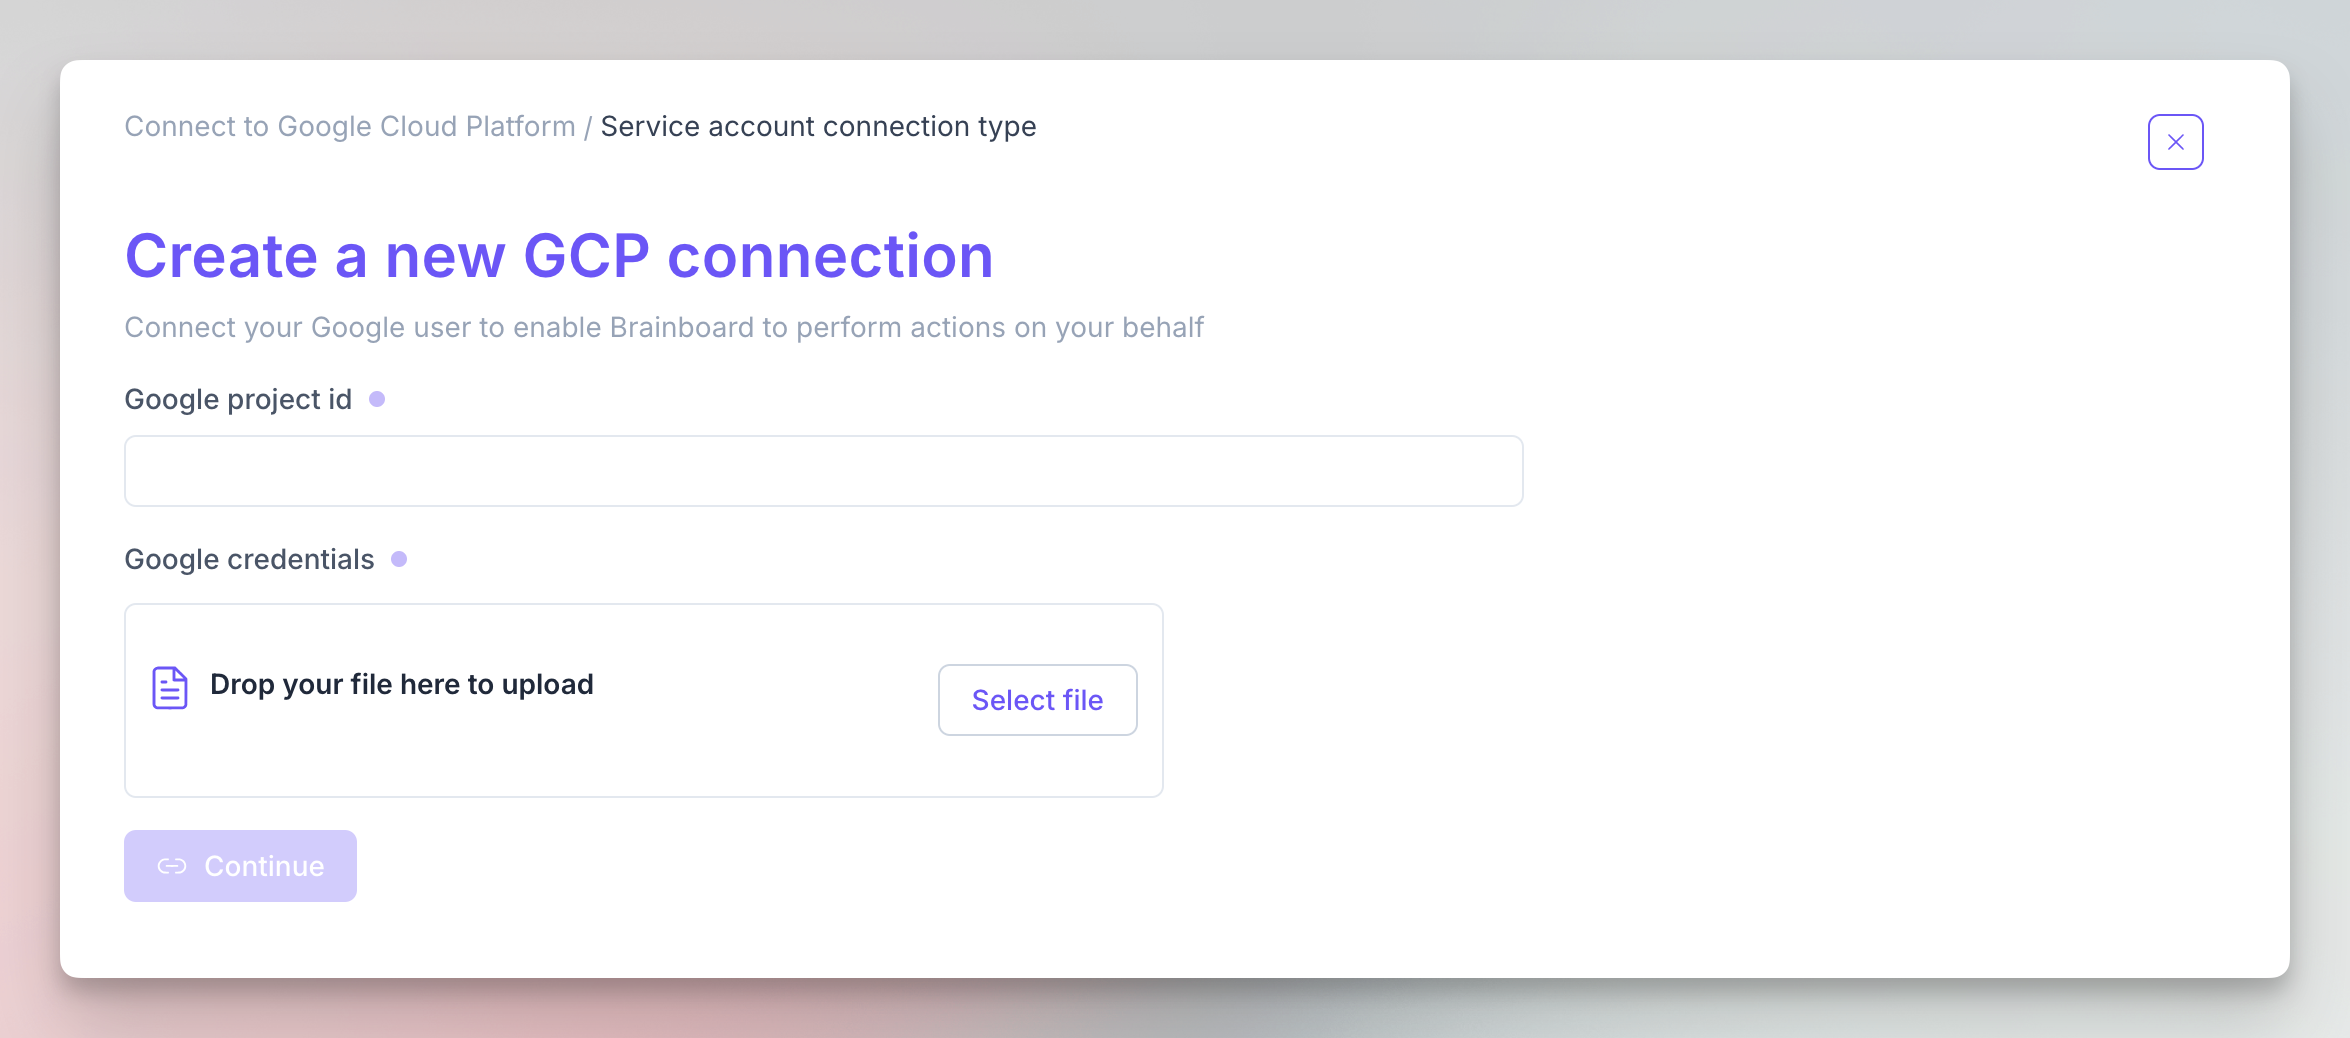 Connect to Google Cloud Platform / Service account connection type
Create a new GCP connection
Connect your Google user to enable Brainboard to perform actions on your behalf
Google project id
Google credentials
Drop your file here to upload
Select file
Continue